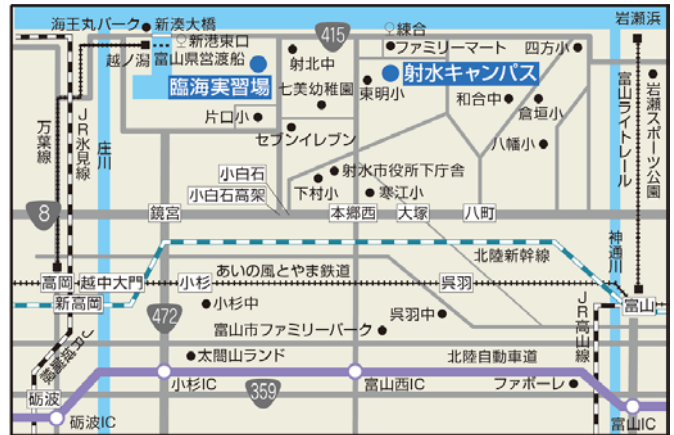 海王丸パーク
新湊大橋
岩瀬浜
415
新港東口
練合
越ノ潟
富山県営渡船
射北中
ファミリーマート
四方小
臨海実習場
射水キャンパス
七美幼稚園
東明小
和合中
倉垣小
片口小
セブンイレブン
八幡小
万葉線
JR氷見線
庄川
富山ライトレール
岩瀬スポーツ公園
小白石
射水市役所下庁舎
小白石高架
下村小
寒江小
8
鏡宮
本郷西
大塚
八町
神通川
北陸新幹線
あいの風とやま鉄道
高岡
越中大門
小杉
呉羽
新高岡
富山
472
小杉中
呉羽中
富山市ファミリーパーク
JR高山線
JR城端線
太閤山ランド
北陸自動車道
小杉IC
359
富山西IC
ファボーレ
砺波
砺波IC
富山IC